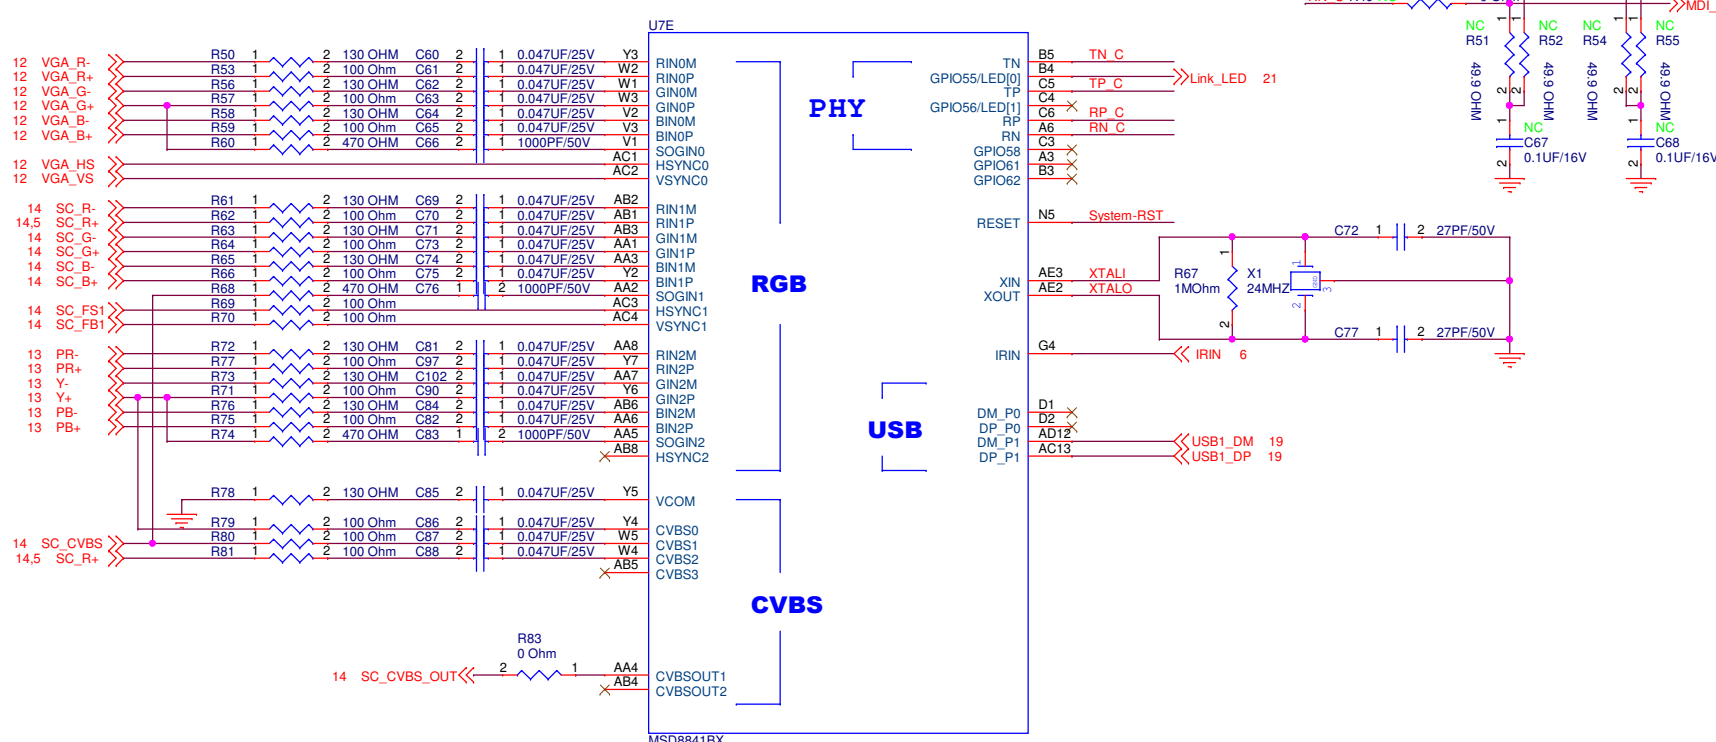 U7E
12 VGA_R- R50 1 2 130 OHM C60 2 1 0.047UF/25V Y3 RIN0M
12 VGA_R+ R53 1 2 100 Ohm C61 2 1 0.047UF/25V W2 RIN0P
12 VGA_G- R56 1 2 130 OHM C62 2 1 0.047UF/25V W1 GIN0M
12 VGA_G+ R57 1 2 100 Ohm C63 2 1 0.047UF/25V W3 GIN0P
12 VGA_B- R58 1 2 130 OHM C64 2 1 0.047UF/25V V2 BIN0M
12 VGA_B+ R59 1 2 100 Ohm C65 2 1 0.047UF/25V V3 BIN0P
R60 1 2 470 OHM C66 2 1 1000PF/50V V1 SOGIN0
12 VGA_HS AC1 HSYNC0
12 VGA_VS AC2 VSYNC0
14 SC_R- R61 1 2 130 OHM C69 2 1 0.047UF/25V AB2 RIN1M
14,5 SC_R+ R62 1 2 100 Ohm C70 2 1 0.047UF/25V AB1 RIN1P
14 SC_G- R63 1 2 130 OHM C71 2 1 0.047UF/25V AB3 GIN1M
14 SC_G+ R64 1 2 100 Ohm C73 2 1 0.047UF/25V AA1 GIN1P
14 SC_B- R65 1 2 130 OHM C74 2 1 0.047UF/25V AA3 BIN1M
14 SC_B+ R66 1 2 100 Ohm C75 2 1 0.047UF/25V Y2 BIN1P
R68 1 2 470 OHM C76 1 2 1000PF/50V AA2 SOGIN1
14 SC_FS1 R69 1 2 100 Ohm AC3 HSYNC1
14 SC_FB1 R70 1 2 100 Ohm AC4 VSYNC1
13 PR- R72 1 2 130 OHM C81 2 1 0.047UF/25V AA8 RIN2M
13 PR+ R77 1 2 100 Ohm C97 2 1 0.047UF/25V Y7 RIN2P
13 Y- R73 1 2 130 OHM C102 2 1 0.047UF/25V AA7 GIN2M
13 Y+ R71 1 2 100 Ohm C90 2 1 0.047UF/25V Y6 GIN2P
13 PB- R76 1 2 130 OHM C84 2 1 0.047UF/25V AB6 BIN2M
13 PB+ R75 1 2 100 Ohm C82 2 1 0.047UF/25V AA6 BIN2P
R74 1 2 470 OHM C83 1 2 1000PF/50V AA5 SOGIN2
AB8 HSYNC2
R78 1 2 130 OHM C85 2 1 0.047UF/25V Y5 VCOM
R79 1 2 100 Ohm C86 2 1 0.047UF/25V Y4 CVBS0
14 SC_CVBS R80 1 2 100 Ohm C87 2 1 0.047UF/25V W5 CVBS1
14,5 SC_R+ R81 1 2 100 Ohm C88 2 1 0.047UF/25V W4 CVBS2
AB5 CVBS3
R83
0 Ohm
14 SC_CVBS_OUT 2 1 AA4 CVBSOUT1
AB4 CVBSOUT2
MSD8841BX
PHY
RGB
USB
CVBS
TN B5 TN_C
GPIO55/LED[0] B4 Link_LED 21
TP C5 TP_C
GPIO56/LED[1] C4
RP C6 RP_C
RN A6 RN_C
GPIO58 C3
GPIO61 A3
GPIO62 B3
RESET N5 System-RST
XIN AE3 XTALI
XOUT AE2 XTALO
IRIN G4 IRIN 6
DM_P0 D1
DP_P0 D2
DM_P1 AD12 USB1_DM 19
DP_P1 AC13 USB1_DP 19
C72 1 2 27PF/50V
R67
1MOhm
1
2
X1
24MHZ
1
2
3
C77 1 2 27PF/50V
MDI_
NC NC NC NC
R51 R52 R54 R55
1 1 1 1
49.9 OHM 49.9 OHM 49.9 OHM 49.9 OHM
2 2 2 2
1 NC 1 NC
C67 C68
0.1UF/16V 0.1UF/16V
2 2